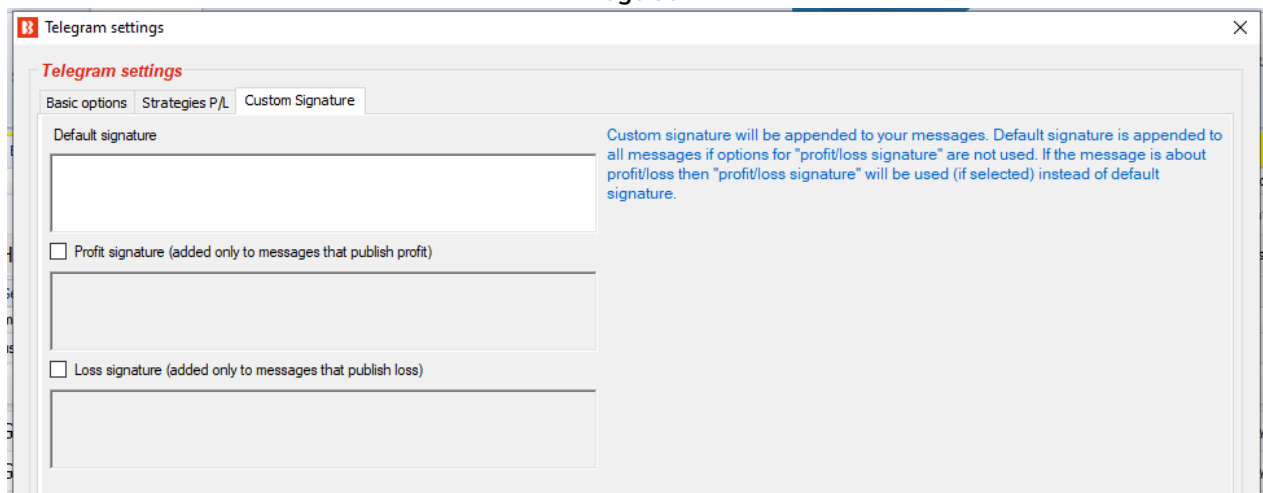 Telegram settings
Telegram settings
Basic options Strategies P/L Custom Signature
Default signature
Custom signature will be appended to your messages. Default signature is appended to
all messages if options for "profit/loss signature" are not used. If the message is about
profit/loss then "profit/loss signature" will be used (if selected) instead of default
signature.
Profit signature (added only to messages that publish profit)
Loss signature (added only to messages that publish loss)